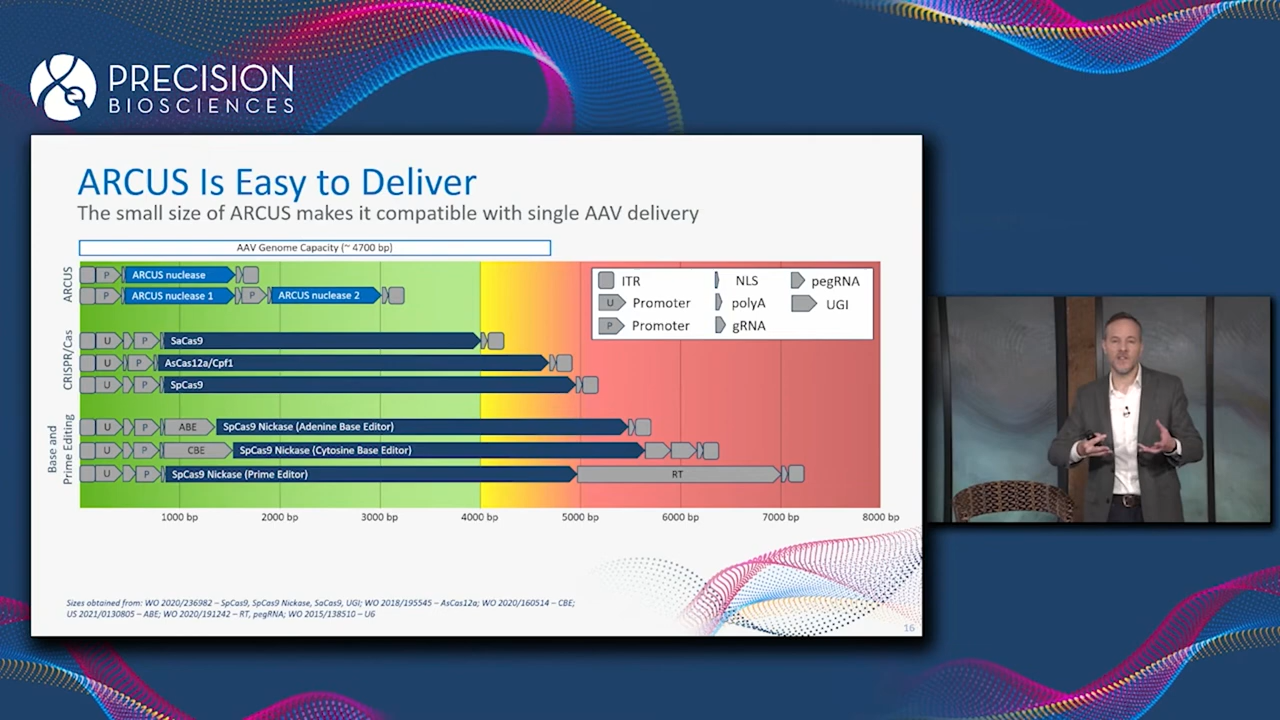 PRECISION
BIOSCIENCES
ARCUS Is Easy to Deliver
The small size of ARCUS makes it compatible with single AAV delivery
AAV Genome Capacity (~ 4700 bp)
ARCUS
P ARCUS nuclease
P ARCUS nuclease 1 P ARCUS nuclease 2
ITR NLS pegRNA
U Promoter polyA UGI
P Promoter gRNA
CRISPR/Cas
U P SaCas9
U P AsCas12a/Cpf1
U P SpCas9
Base and
Prime Editing
U P ABE SpCas9 Nickase (Adenine Base Editor)
U P CBE SpCas9 Nickase (Cytosine Base Editor)
U P SpCas9 Nickase (Prime Editor) RT
1000 bp 2000 bp 3000 bp 4000 bp 5000 bp 6000 bp 7000 bp 8000 bp
Sizes obtained from: WO 2020/236982 – SpCas9, SpCas9 Nickase, SaCas9, UGI; WO 2018/195545 – AsCas12a; WO 2020/160514 – CBE;
US 2021/0130805 – ABE; WO 2020/191242 – RT, pegRNA; WO 2015/138510 – U6
16